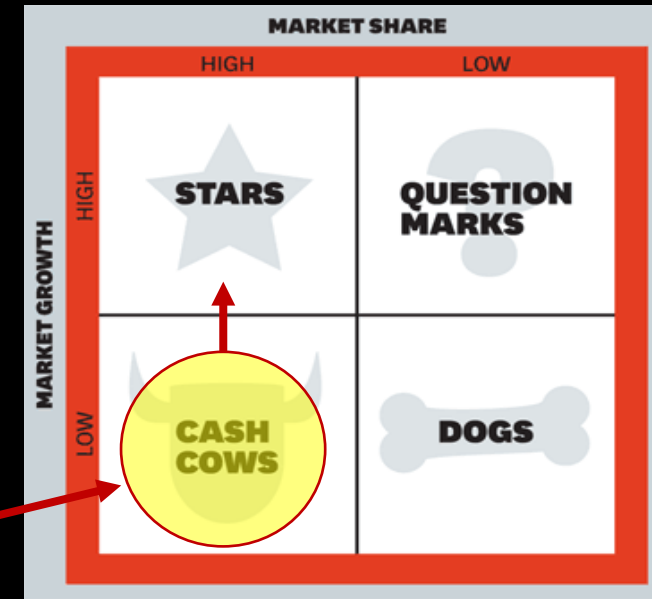 MARKET SHARE
HIGH
LOW
MARKET GROWTH
HIGH
STARS
QUESTION
MARKS
LOW
CASH
COWS
DOGS